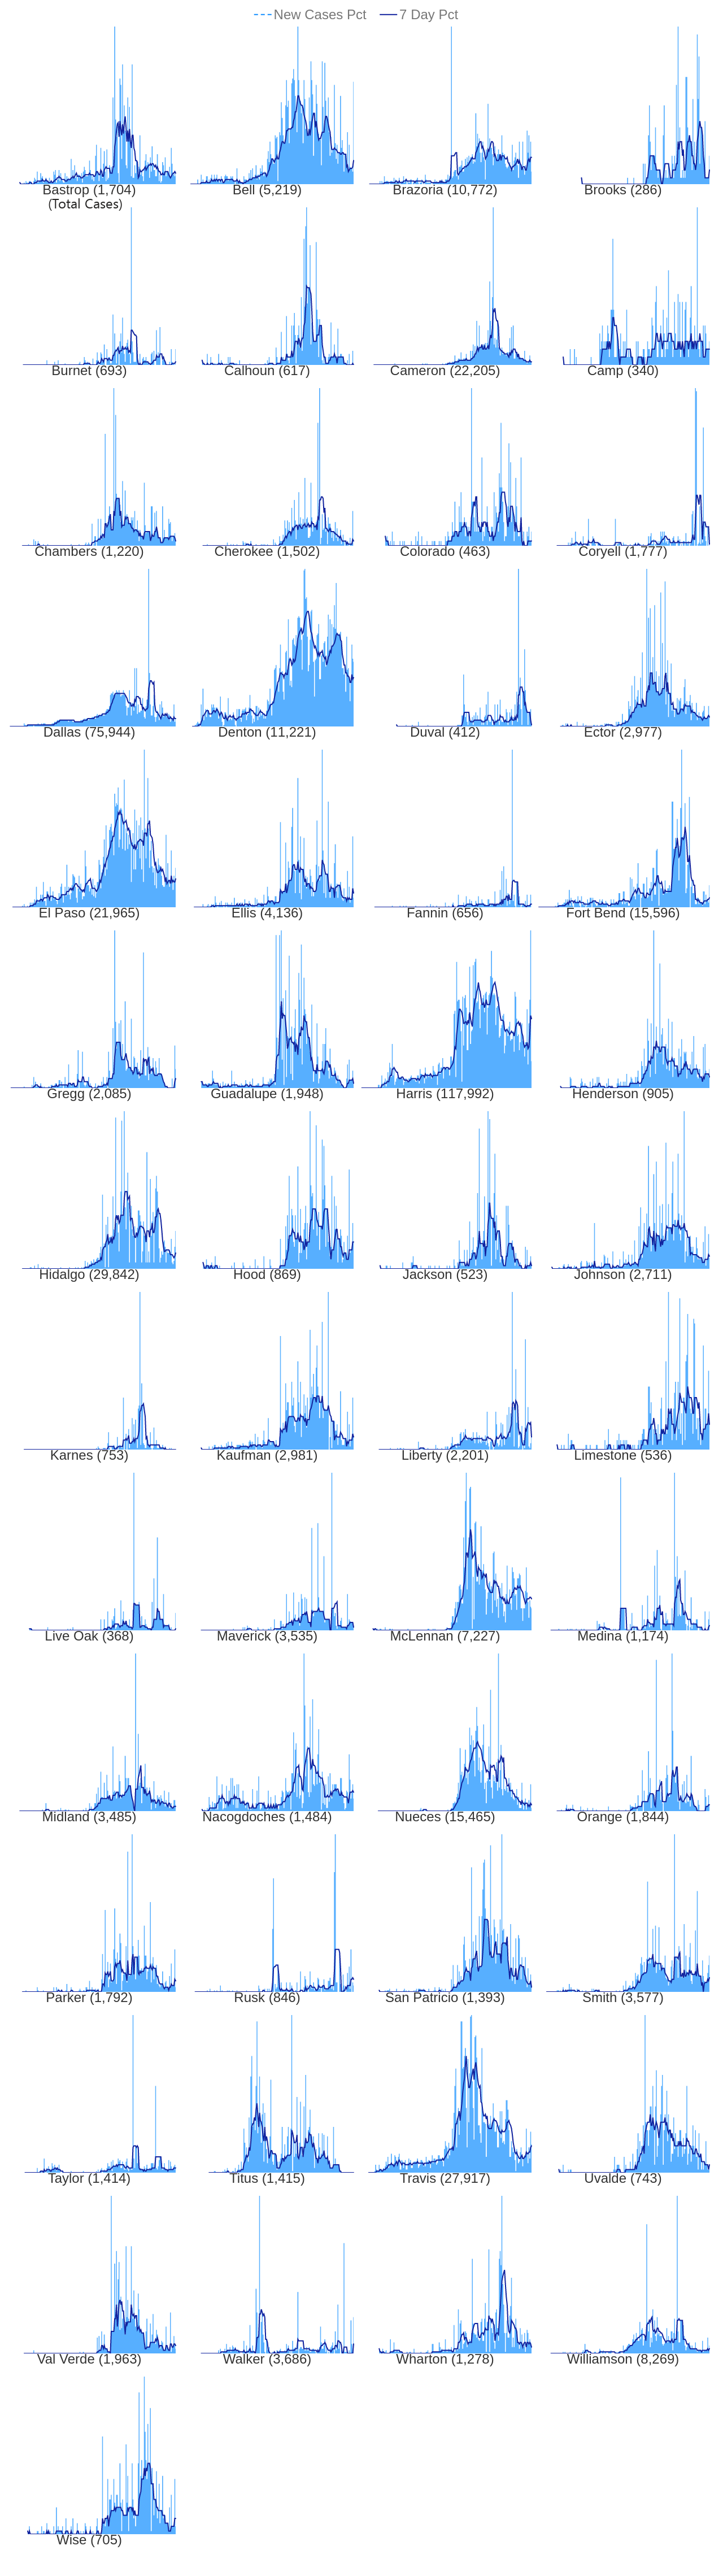 New Cases Pct 7 Day Pct
Bastrop (1,704) Bell (5,219) Brazoria (10,772) Brooks (286)
(Total Cases)
Burnet (693) Calhoun (617) Cameron (22,205) Camp (340)
Chambers (1,220) Cherokee (1,502) Colorado (463) Coryell (1,777)
Dallas (75,944) Denton (11,221) Duval (412) Ector (2,977)
El Paso (21,965) Ellis (4,136) Fannin (656) Fort Bend (15,596)
Gregg (2,085) Guadalupe (1,948) Harris (117,992) Henderson (905)
Hidalgo (29,842) Hood (869) Jackson (523) Johnson (2,711)
Karnes (753) Kaufman (2,981) Liberty (2,201) Limestone (536)
Live Oak (368) Maverick (3,535) McLennan (7,227) Medina (1,174)
Midland (3,485) Nacogdoches (1,484) Nueces (15,465) Orange (1,844)
Parker (1,792) Rusk (846) San Patricio (1,393) Smith (3,577)
Taylor (1,414) Titus (1,415) Travis (27,917) Uvalde (743)
Val Verde (1,963) Walker (3,686) Wharton (1,278) Williamson (8,269)
Wise (705)